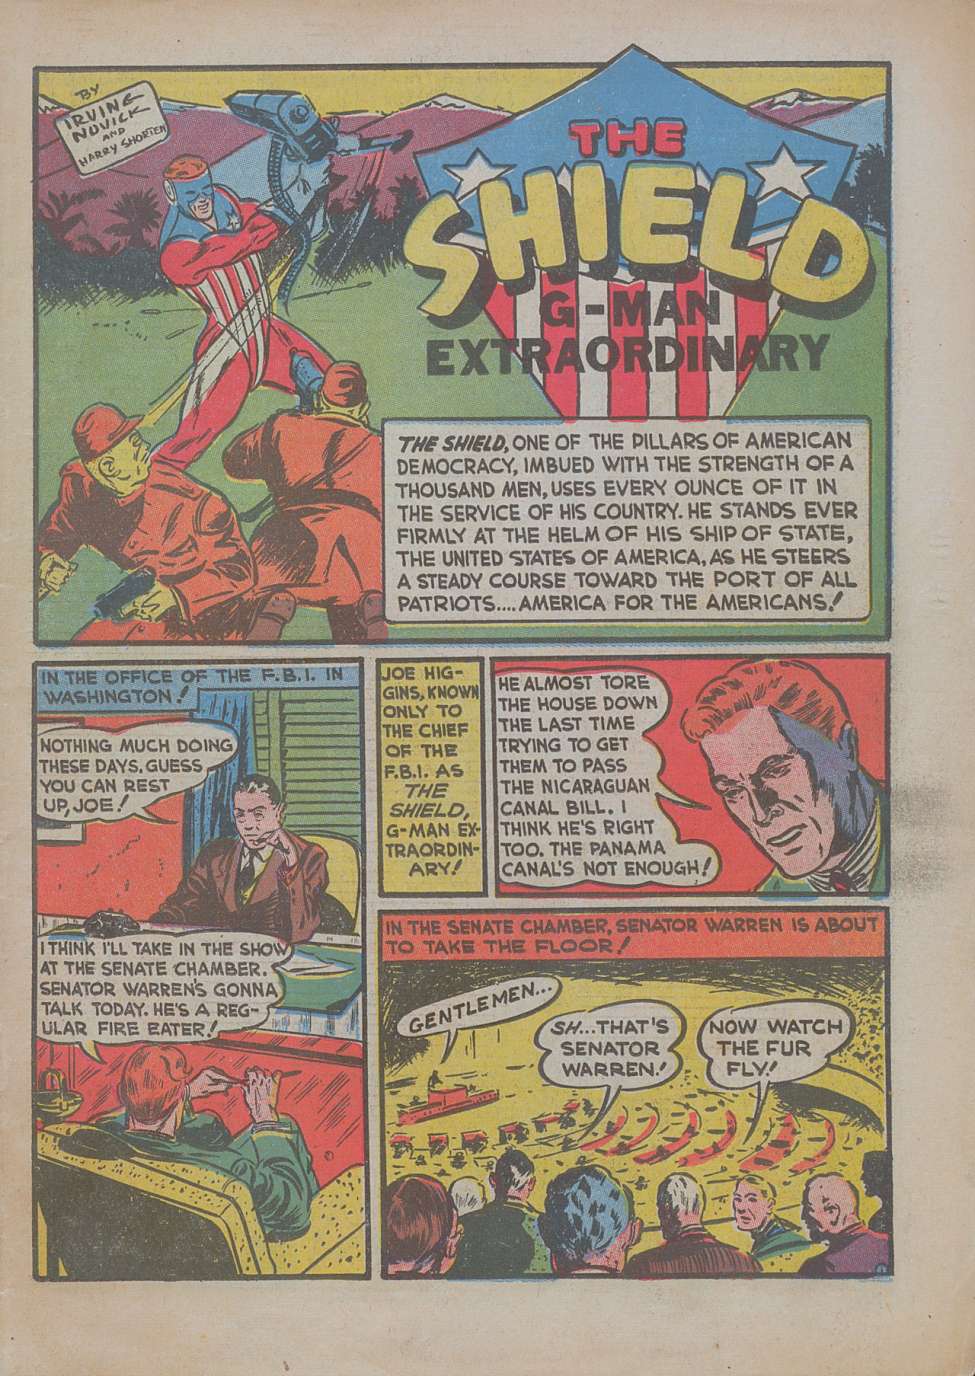 BY
IRVING
NOVICK
AND
HARRY SHORTEN
THE
SHIELD
G-MAN
EXTRAORDINARY
THE SHIELD, ONE OF THE PILLARS OF AMERICAN
DEMOCRACY, IMBUED WITH THE STRENGTH OF A
THOUSAND MEN, USES EVERY OUNCE OF IT IN
THE SERVICE OF HIS COUNTRY. HE STANDS EVER
FIRMLY AT THE HELM OF HIS SHIP OF STATE,
THE UNITED STATES OF AMERICA, AS HE STEERS
A STEADY COURSE TOWARD THE PORT OF ALL
PATRIOTS.... AMERICA FOR THE AMERICANS!
IN THE OFFICE OF THE F.B.I. IN
WASHINGTON!
NOTHING MUCH DOING
THESE DAYS. GUESS
YOU CAN REST
UP, JOE!
I THINK I'LL TAKE IN THE SHOW
AT THE SENATE CHAMBER.
SENATOR WARREN'S GONNA
TALK TODAY. HE'S A REG-
ULAR FIRE EATER!
JOE HIG-
GINS, KNOWN
ONLY TO
THE CHIEF
OF THE
F.B.I. AS
THE
SHIELD,
G-MAN EX-
TRAORDIN-
ARY!
HE ALMOST TORE
THE HOUSE DOWN
THE LAST TIME
TRYING TO GET
THEM TO PASS
THE NICARAGUAN
CANAL BILL. I
THINK HE'S RIGHT
TOO. THE PANAMA
CANAL'S NOT ENOUGH!
IN THE SENATE CHAMBER, SENATOR WARREN IS ABOUT
TO TAKE THE FLOOR!
GENTLEMEN...
SH...THAT'S
SENATOR
WARREN!
NOW WATCH
THE FUR
FLY!